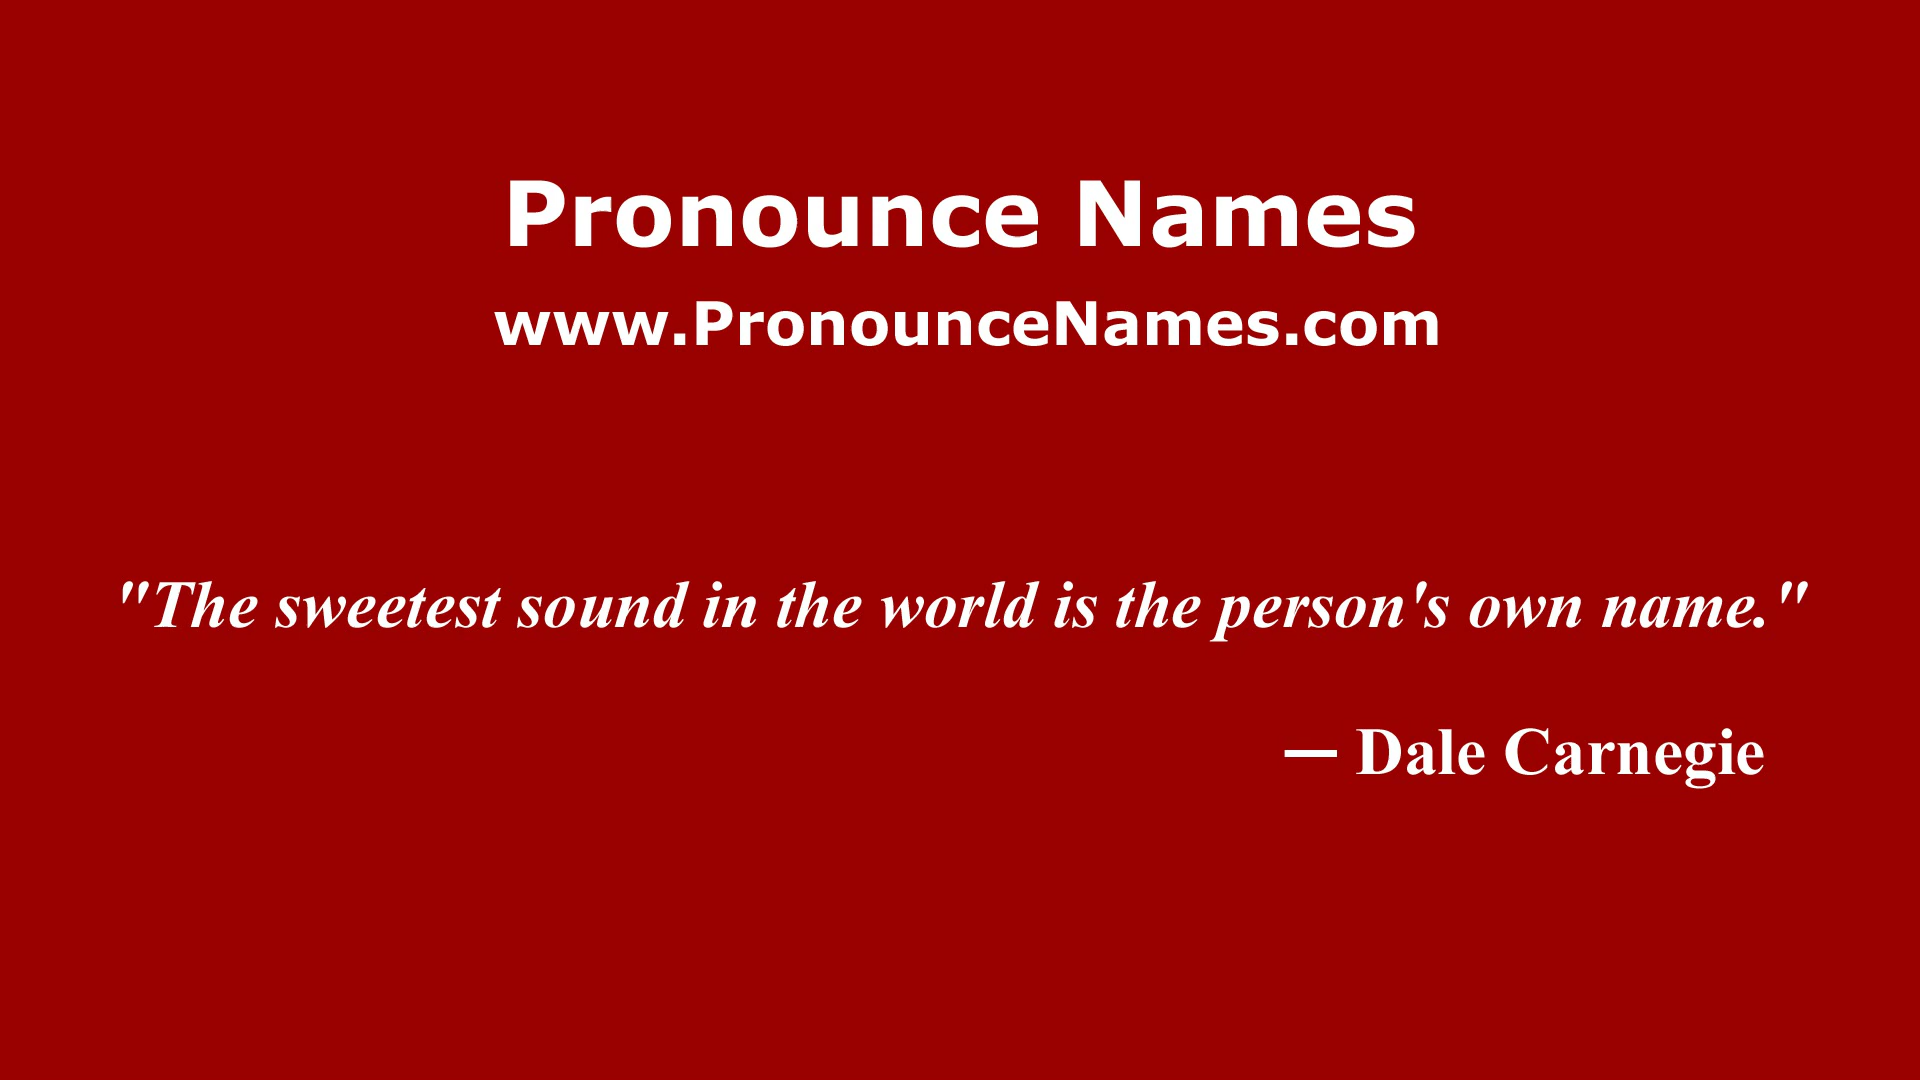 Pronounce Names
www.PronounceNames.com
"The sweetest sound in the world is the person's own name."
— Dale Carnegie